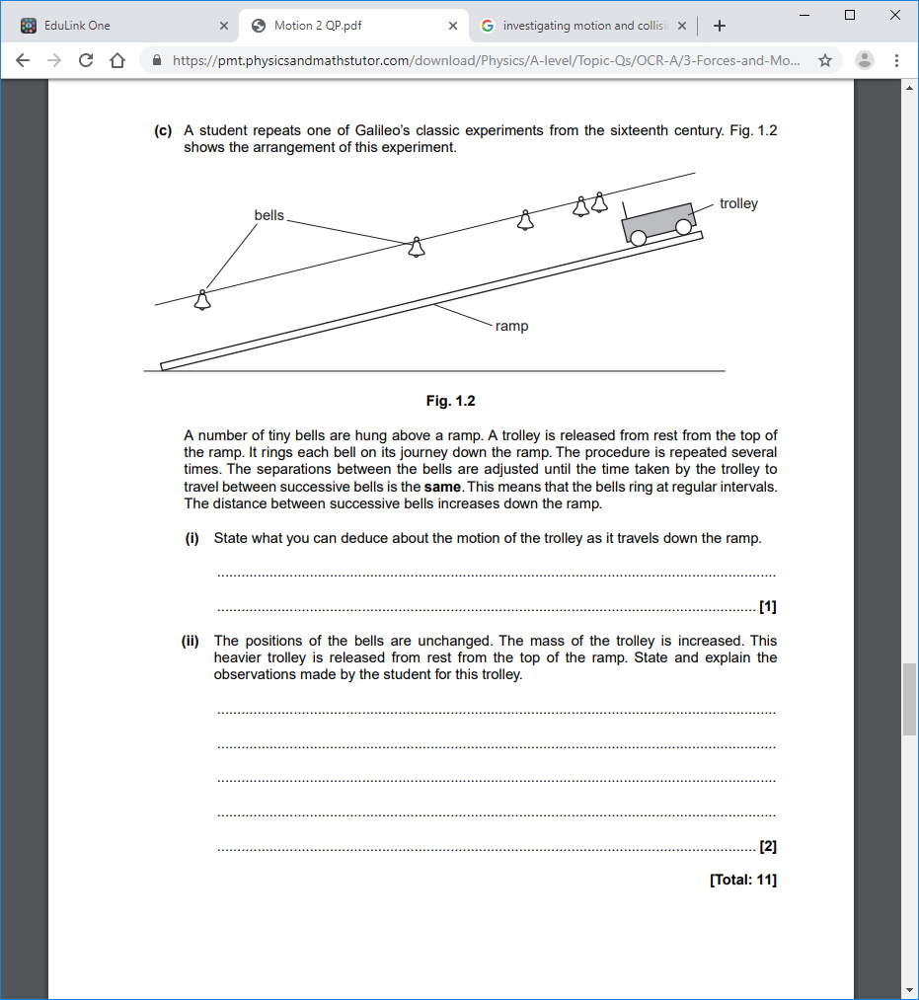 EduLink One
Motion 2 QP.pdf
investigating motion and collisi
https://pmt.physicsandmathstutor.com/download/Physics/A-level/Topic-Qs/OCR-A/3-Forces-and-Mo...
(c) A student repeats one of Galileo’s classic experiments from the sixteenth century. Fig. 1.2
shows the arrangement of this experiment.
bells
trolley
ramp
Fig. 1.2
A number of tiny bells are hung above a ramp. A trolley is released from rest from the top of
the ramp. It rings each bell on its journey down the ramp. The procedure is repeated several
times. The separations between the bells are adjusted until the time taken by the trolley to
travel between successive bells is the same. This means that the bells ring at regular intervals.
The distance between successive bells increases down the ramp.
(i) State what you can deduce about the motion of the trolley as it travels down the ramp.
[1]
(ii) The positions of the bells are unchanged. The mass of the trolley is increased. This
heavier trolley is released from rest from the top of the ramp. State and explain the
observations made by the student for this trolley.
[2]
[Total: 11]